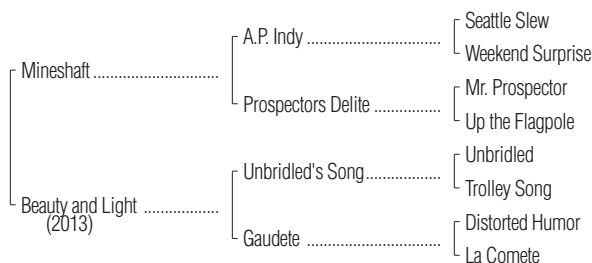 Seattle Slew
A.P. Indy ................................
Weekend Surprise
Mineshaft ..............................
Mr. Prospector
Prospectors Delite ................
Up the Flagpole
Unbridled
Unbridled's Song..................
Trolley Song
Beauty and Light ..................
(2013)
Distorted Humor
Gaudete ................................
La Comete